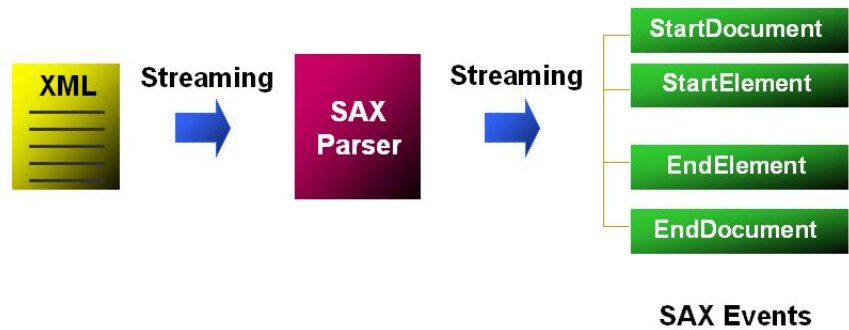 XML
Streaming
SAX
Parser
Streaming
StartDocument
StartElement
EndElement
EndDocument
SAX Events